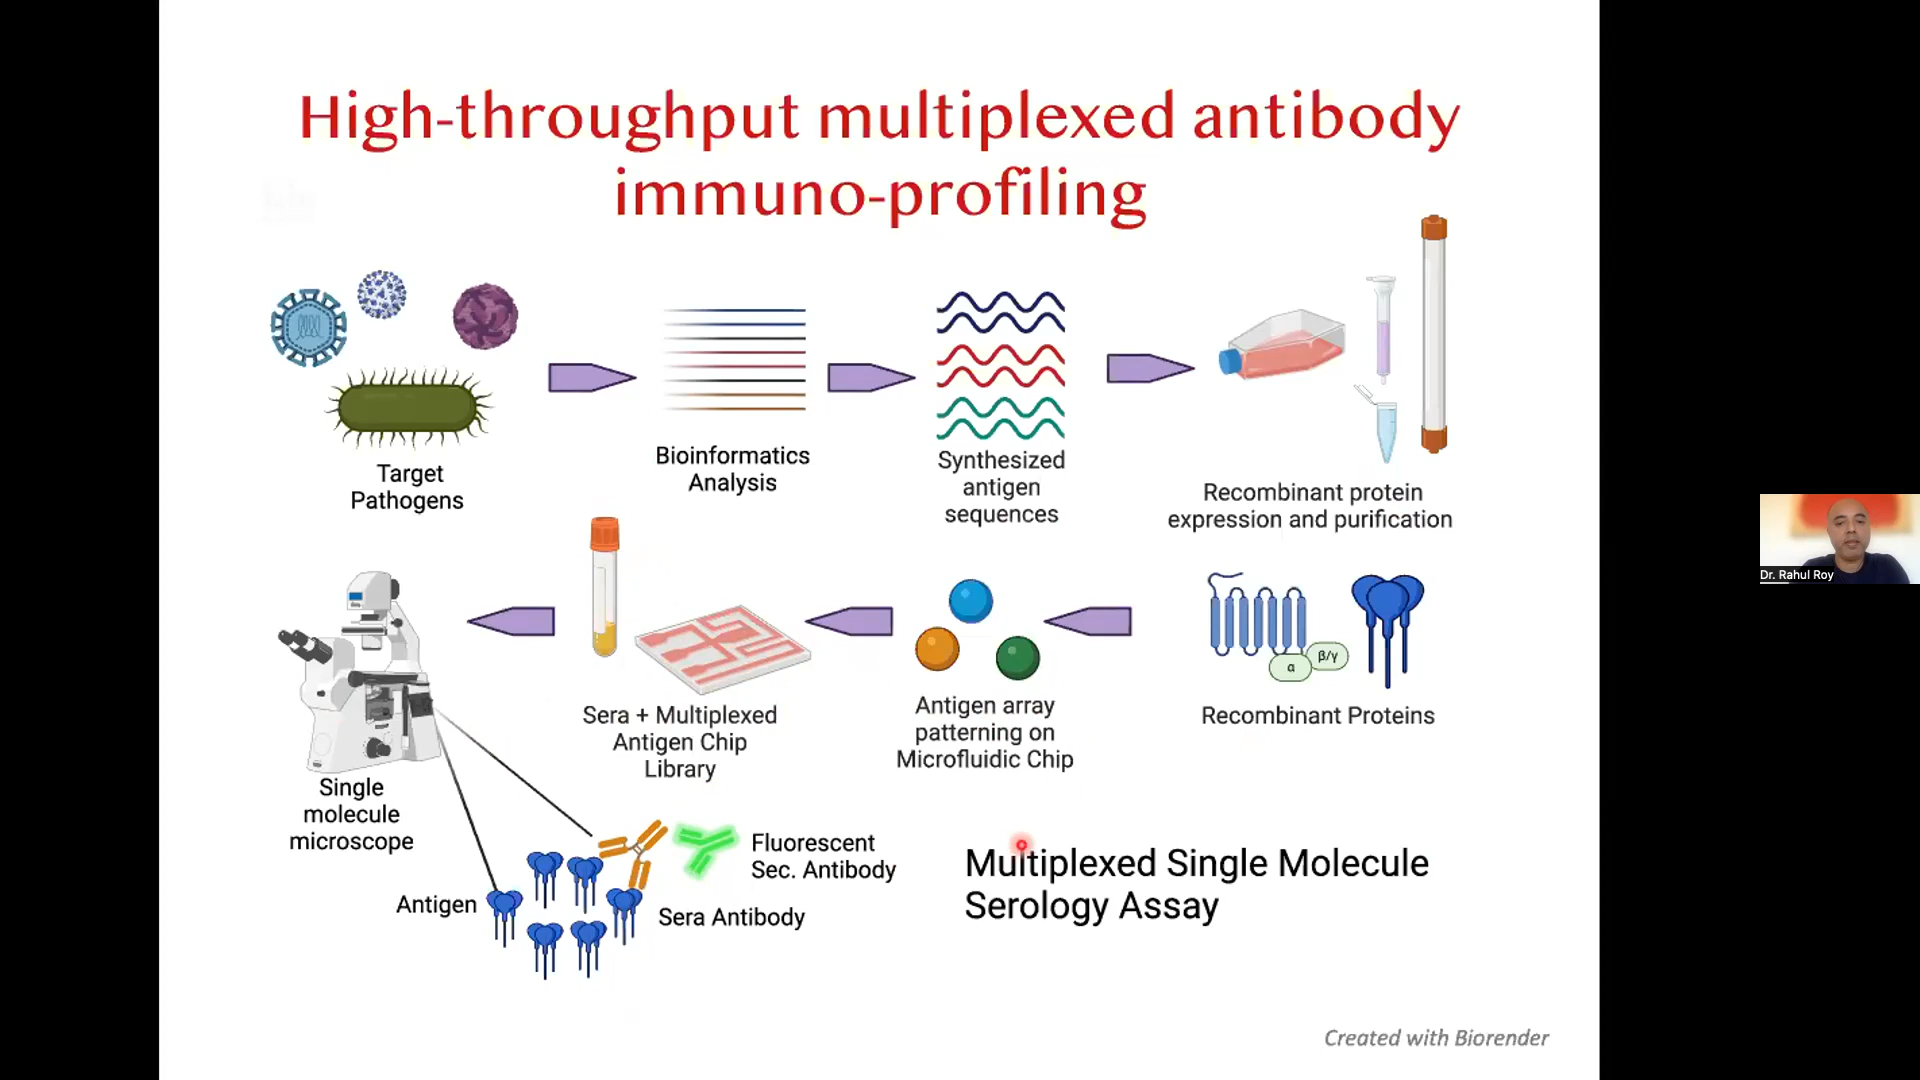 High-throughput multiplexed antibody
immuno-profiling
Target
Pathogens
Bioinformatics
Analysis
Synthesized
antigen
sequences
Recombinant protein
expression and purification
Single
molecule
microscope
Sera + Multiplexed
Antigen Chip
Library
Antigen array
patterning on
Microfluidic Chip
α
β/γ
Recombinant Proteins
Antigen
Fluorescent
Sec. Antibody
Sera Antibody
Multiplexed Single Molecule
Serology Assay
Created with Biorender
Dr. Rahul Roy